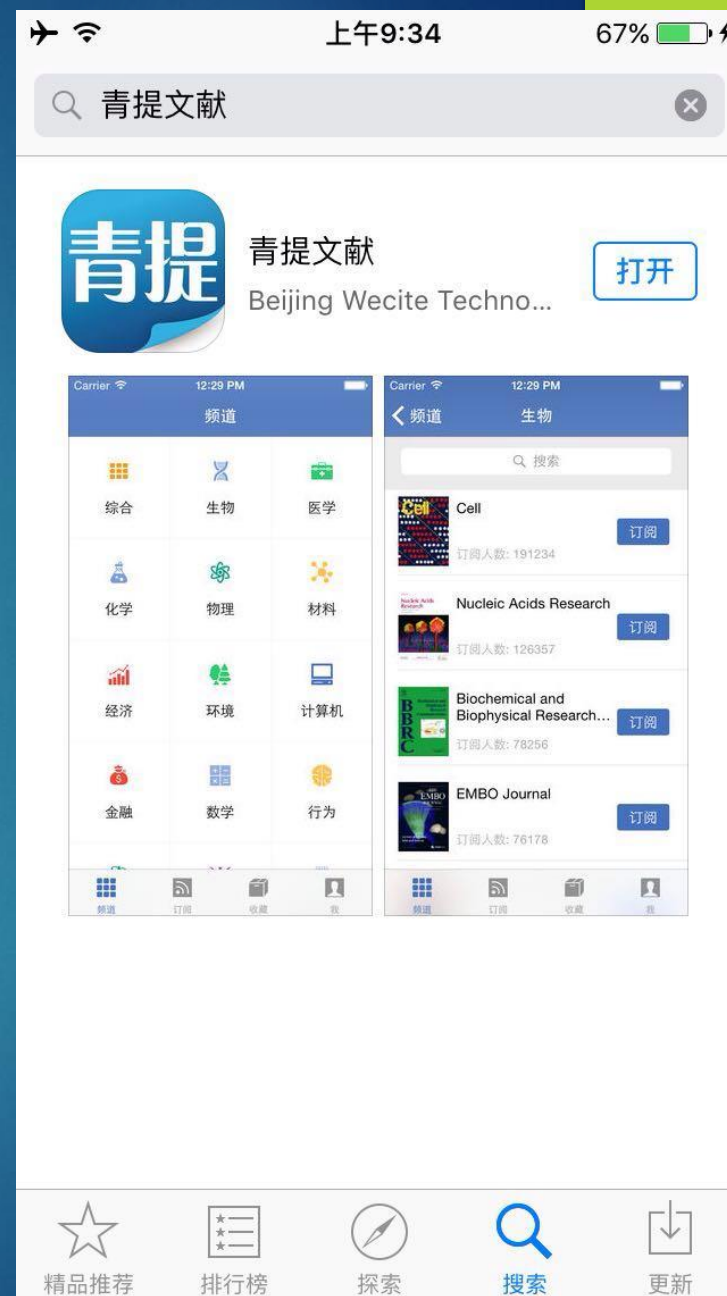 上午9:34
67%
青提文献
青提
青提文献
Beijing Wecite Techno...
打开
Carrier
12:29 PM
频道
综合
生物
医学
化学
物理
材料
经济
环境
计算机
金融
数学
行为
频道
订阅
收藏
我
Carrier
12:29 PM
频道
生物
搜索
Cell
Cell
订阅人数: 191234
订阅
Nucleic Acids Research
Nucleic Acids Research
订阅人数: 126357
订阅
BBRC
Biochemical and
Biophysical Research...
订阅人数: 78256
订阅
EMBO
EMBO Journal
订阅人数: 76178
订阅
频道
订阅
收藏
我
精品推荐
排行榜
探索
搜索
更新